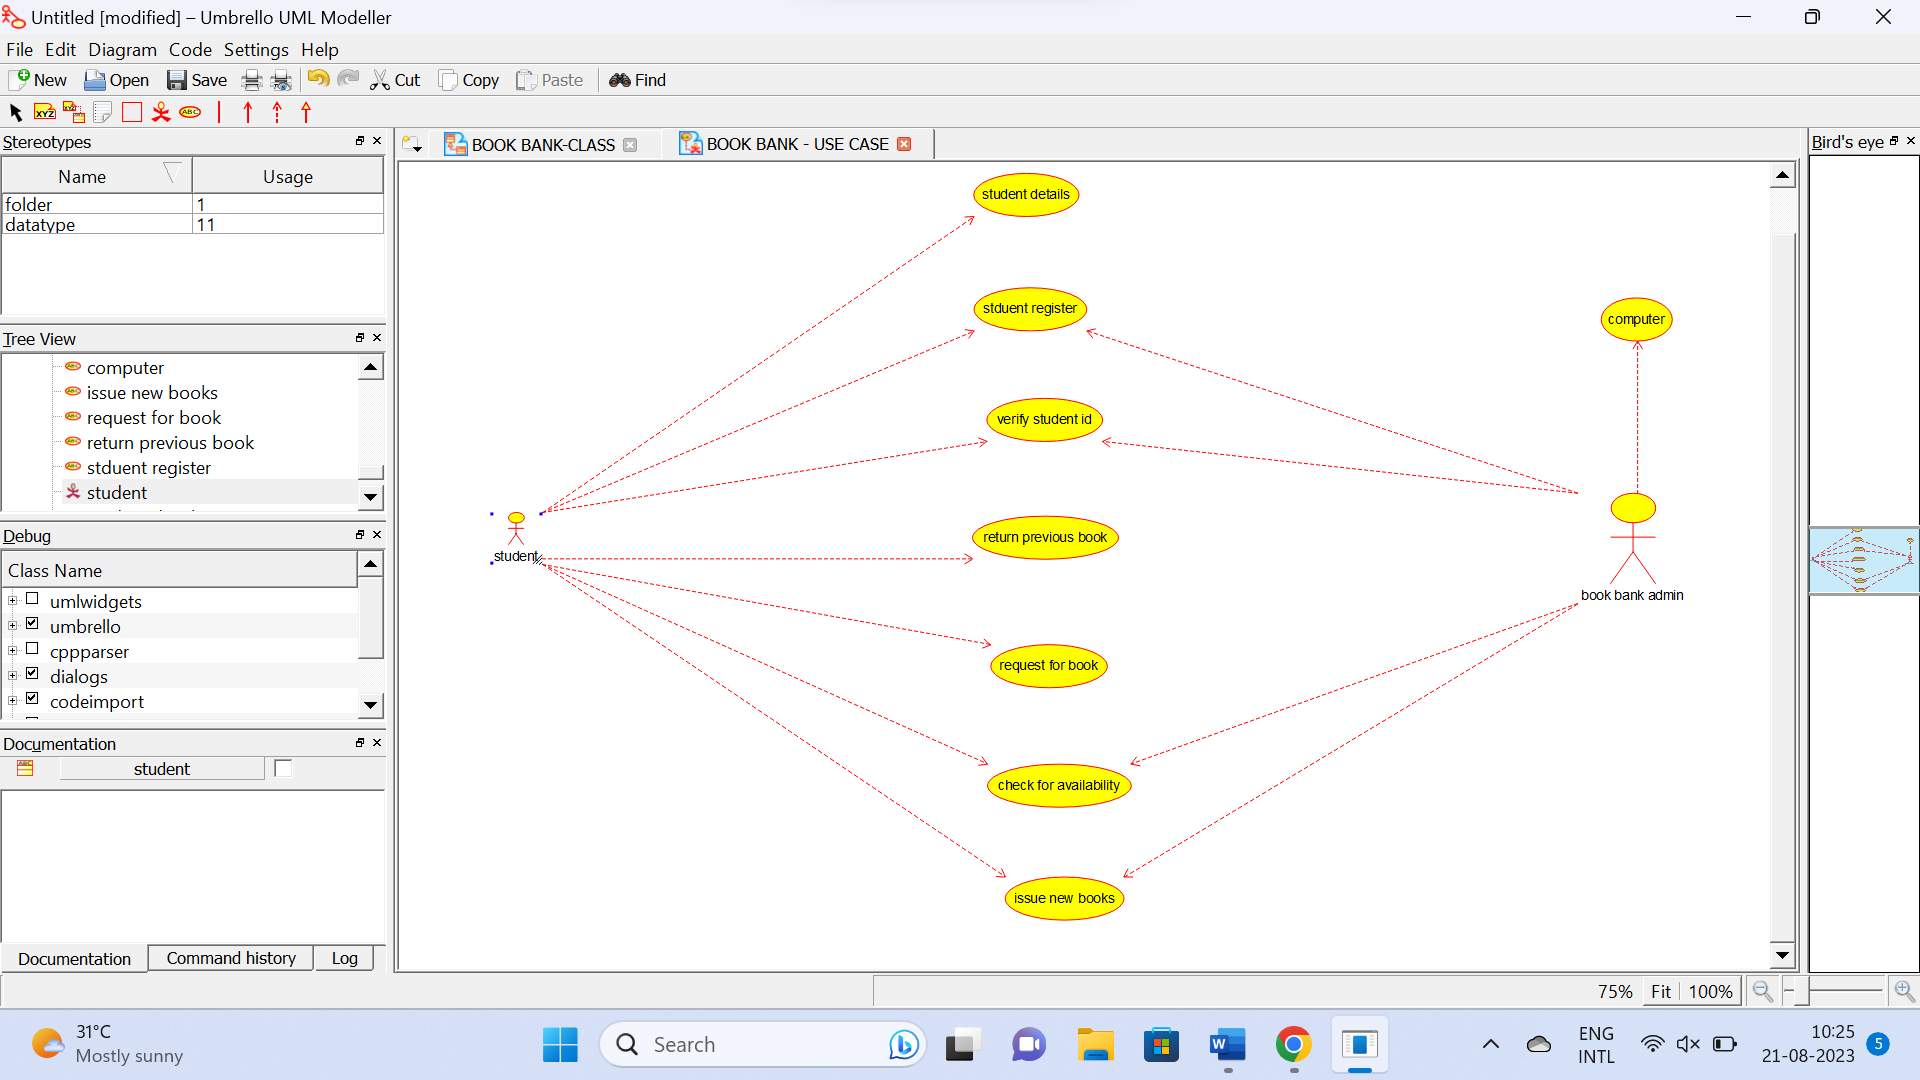 Untitled [modified] – Umbrello UML Modeller
File Edit Diagram Code Settings Help
New Open Save Cut Copy Paste Find
XYZ XYZ ABC
Stereotypes
Name Usage
folder 1
datatype 11
Tree View
computer
issue new books
request for book
return previous book
stduent register
student
Debug
Class Name
umlwidgets
umbrello
cppparser
dialogs
codeimport
Documentation
student
Documentation Command history Log
BOOK BANK-CLASS BOOK BANK - USE CASE
Bird's eye
student details
stduent register
computer
verify student id
student
return previous book
book bank admin
request for book
check for availability
issue new books
75% Fit 100%
31°C
Mostly sunny
Search
W
ENG
INTL
10:25
21-08-2023
5